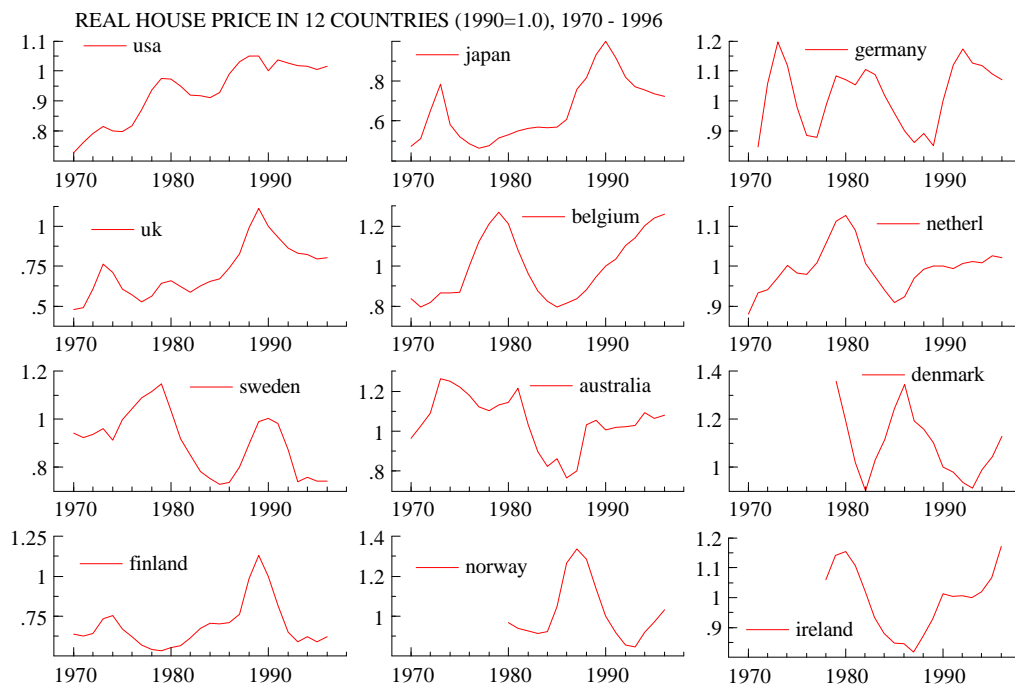 REAL HOUSE PRICE IN 12 COUNTRIES (1990=1.0), 1970 - 1996
usa
1.1
1
.9
.8
1970 1980 1990
japan
.8
.6
1970 1980 1990
germany
1.2
1.1
1
.9
1970 1980 1990
uk
1
.75
.5
1970 1980 1990
belgium
1.2
1
.8
1970 1980 1990
netherl
1.1
1
.9
1970 1980 1990
sweden
1.2
1
.8
1970 1980 1990
australia
1.2
1
.8
1970 1980 1990
denmark
1.4
1.2
1
1970 1980 1990
finland
1.25
1
.75
1970 1980 1990
norway
1.4
1.2
1
1970 1980 1990
ireland
1.2
1.1
1
.9
1970 1980 1990